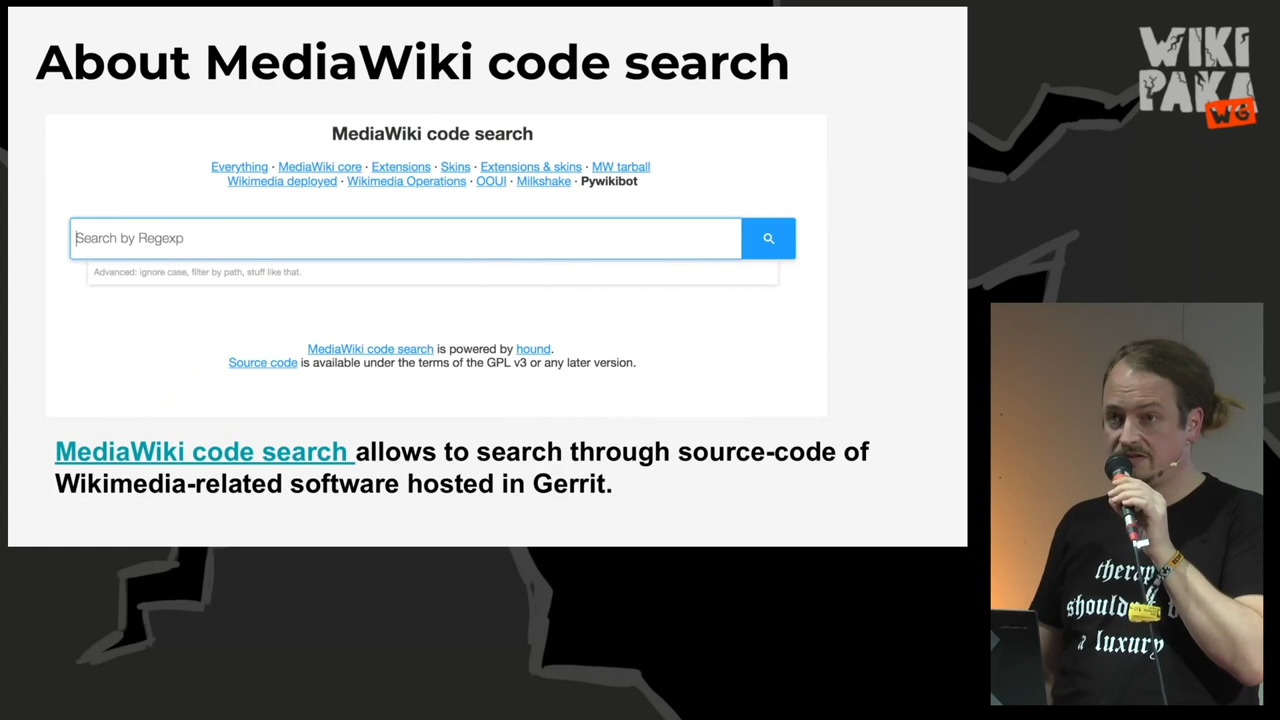 About MediaWiki code search
MediaWiki code search
Everything · MediaWiki core · Extensions · Skins · Extensions & skins · MW tarball
Wikimedia deployed · Wikimedia Operations · OOUI · Milkshake · Pywikibot
Search by Regexp
Advanced: ignore case, filter by path, stuff like that.
MediaWiki code search is powered by hound.
Source code is available under the terms of the GPL v3 or any later version.
MediaWiki code search allows to search through source-code of
Wikimedia-related software hosted in Gerrit.
WIKI
PAKA
WG
a luxury